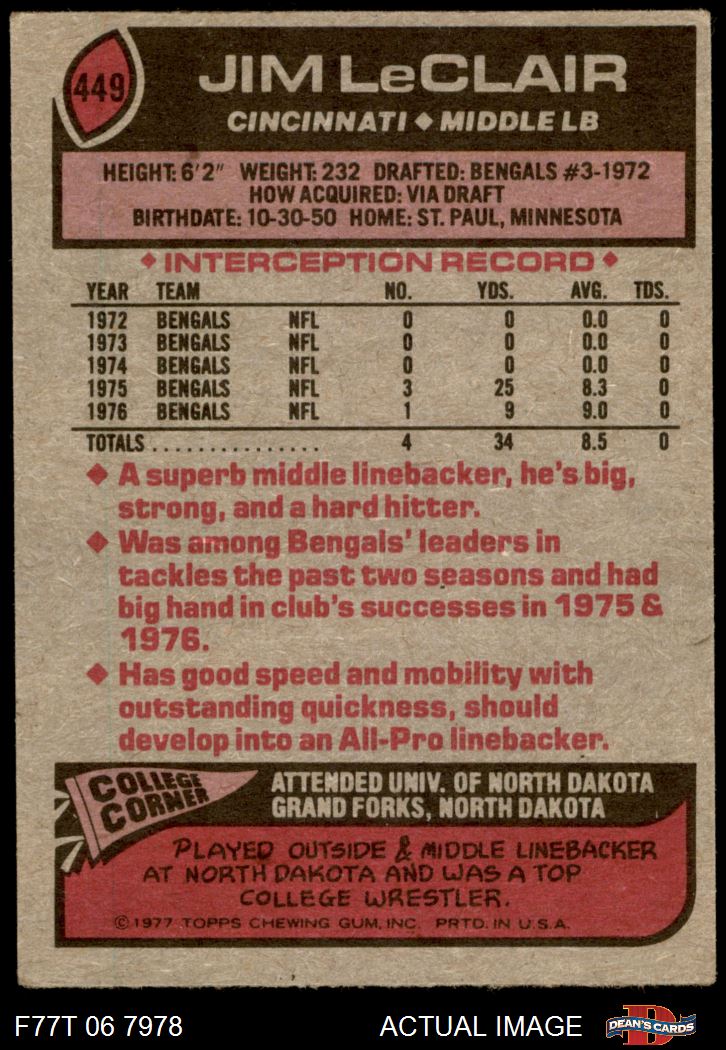 449
JIM LeCLAIR
CINCINNATI ◆ MIDDLE LB
HEIGHT: 6'2" WEIGHT: 232 DRAFTED: BENGALS #3-1972
HOW ACQUIRED: VIA DRAFT
BIRTHDATE: 10-30-50 HOME: ST. PAUL, MINNESOTA
◆ INTERCEPTION RECORD ◆
YEAR TEAM NO. YDS. AVG. TDS.
1972 BENGALS NFL 0 0 0.0 0
1973 BENGALS NFL 0 0 0.0 0
1974 BENGALS NFL 0 0 0.0 0
1975 BENGALS NFL 3 25 8.3 0
1976 BENGALS NFL 1 9 9.0 0
TOTALS ................ 4 34 8.5 0
◆ A superb middle linebacker, he's big,
strong, and a hard hitter.
◆ Was among Bengals' leaders in
tackles the past two seasons and had
big hand in club's successes in 1975 &
1976.
◆ Has good speed and mobility with
outstanding quickness, should
develop into an All-Pro linebacker.
COLLEGE
CORNER
ATTENDED UNIV. OF NORTH DAKOTA
GRAND FORKS, NORTH DAKOTA
PLAYED OUTSIDE & MIDDLE LINEBACKER
AT NORTH DAKOTA AND WAS A TOP
COLLEGE WRESTLER.
© 1977 TOPPS CHEWING GUM, INC. PRTD. IN U.S.A.
F77T 06 7978
ACTUAL IMAGE
D
DEAN'S CARDS